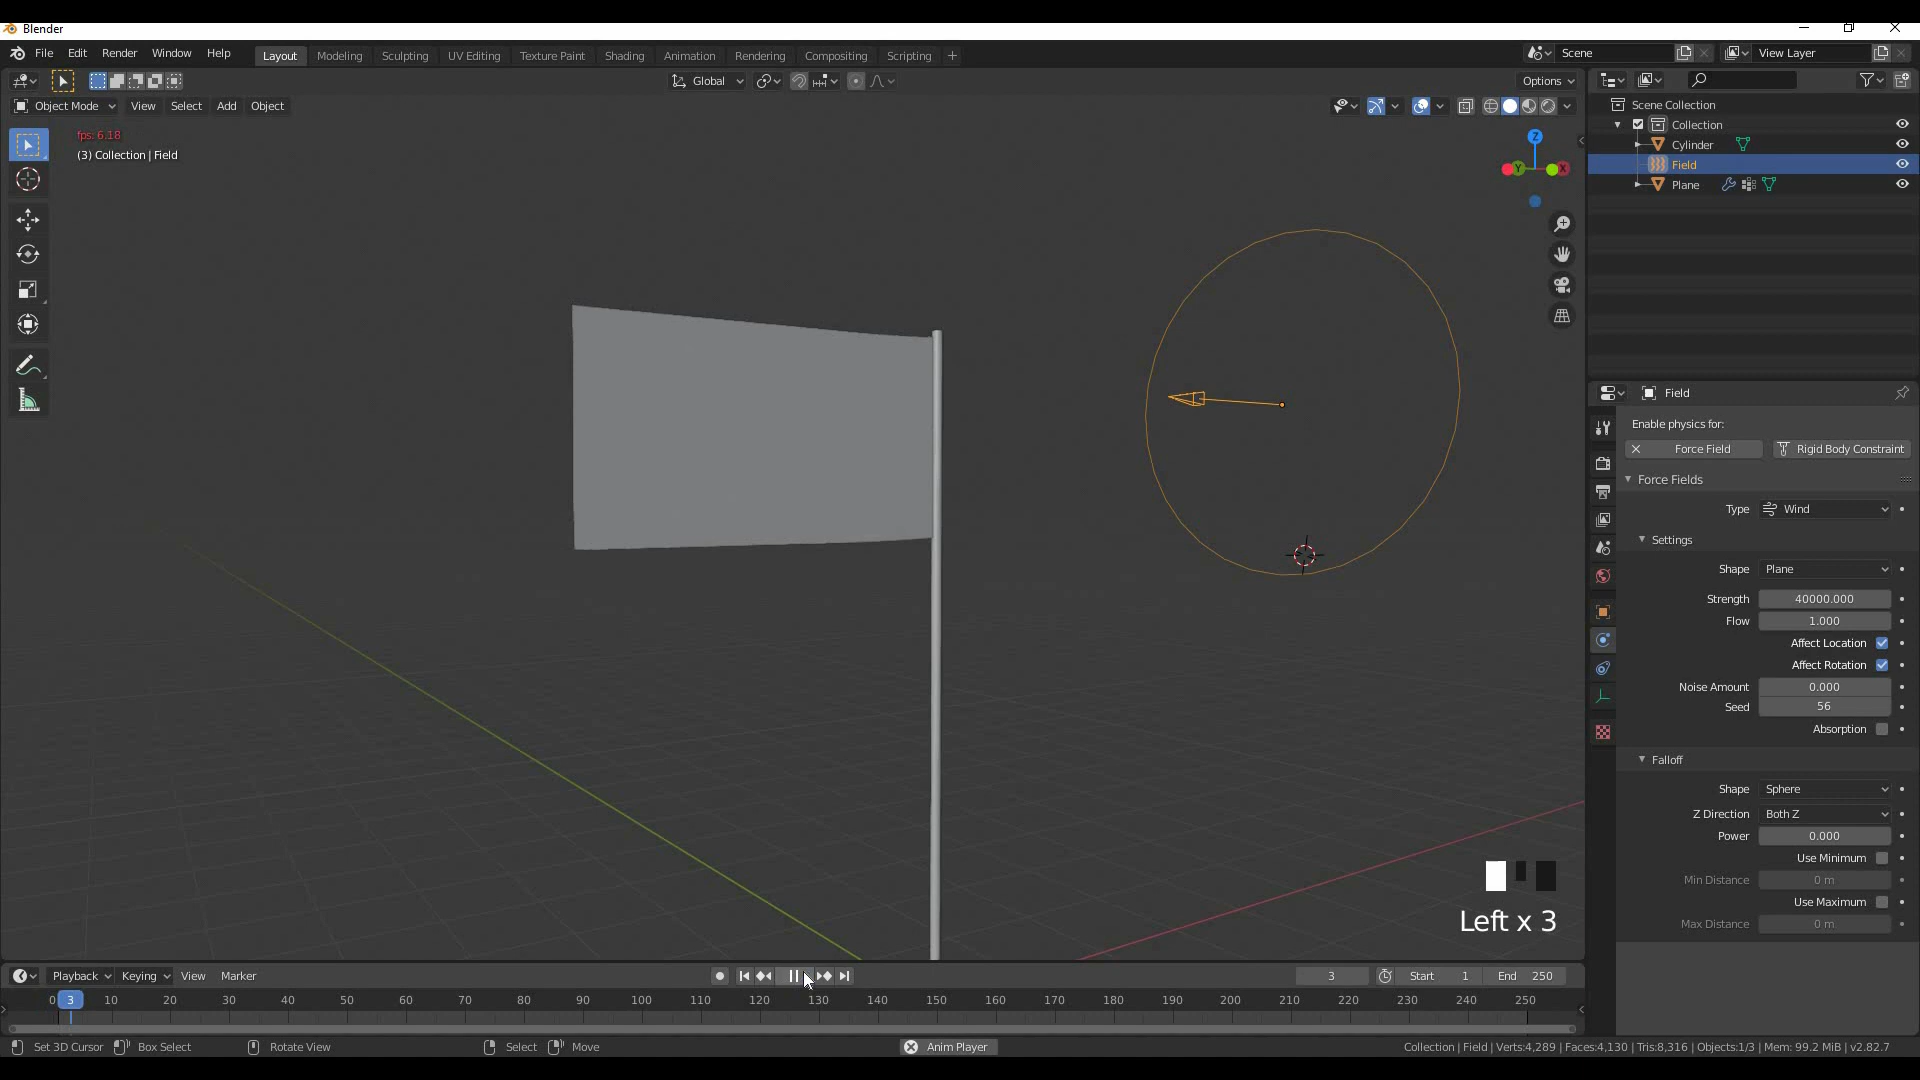 Blender
File Edit Render Window Help Layout Modeling Sculpting UV Editing Texture Paint Shading Animation Rendering Compositing Scripting + Scene View Layer
Global Options
Object Mode View Select Add Object
fps: 6.18
(3) Collection | Field
Z
Y X
Scene Collection
Collection
Cylinder
Field
Plane
Field
Enable physics for:
Force Field Rigid Body Constraint
Force Fields
Type Wind
Settings
Shape Plane
Strength 40000.000
Flow 1.000
Affect Location
Affect Rotation
Noise Amount 0.000
Seed 56
Absorption
Falloff
Shape Sphere
Z Direction Both Z
Power 0.000
Use Minimum
Min Distance 0 m
Use Maximum
Max Distance 0 m
Left x 3
Playback Keying View Marker 3 Start 1 End 250
0 3 10 20 30 40 50 60 70 80 90 100 110 120 130 140 150 160 170 180 190 200 210 220 230 240 250
Set 3D Cursor Box Select Rotate View Select Move Anim Player Collection | Field | Verts:4,289 | Faces:4,130 | Tris:8,316 | Objects:1/3 | Mem: 99.2 MiB | v2.82.7